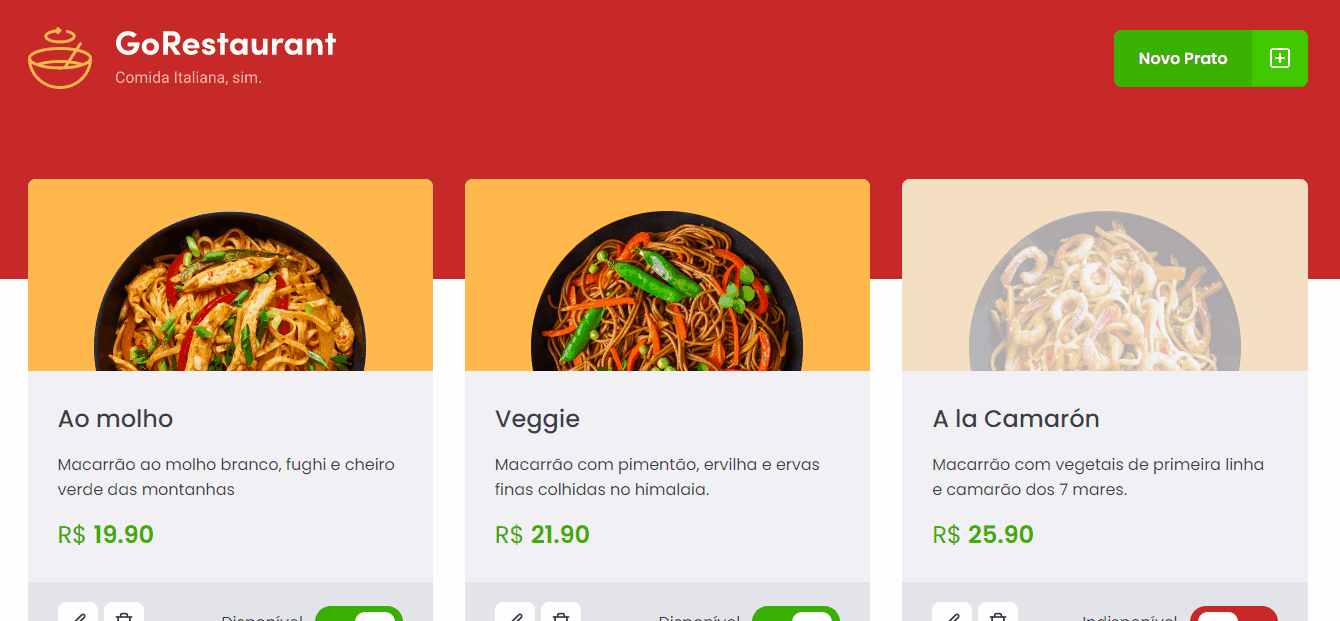 GoRestaurant
Comida Italiana, sim.
Novo Prato
Ao molho
Macarrão ao molho branco, fughi e cheiro
verde das montanhas
R$ 19.90
Veggie
Macarrão com pimentão, ervilha e ervas
finas colhidas no himalaia.
R$ 21.90
A la Camarón
Macarrão com vegetais de primeira linha
e camarão dos 7 mares.
R$ 25.90
Disponível
Disponível
Indisponível